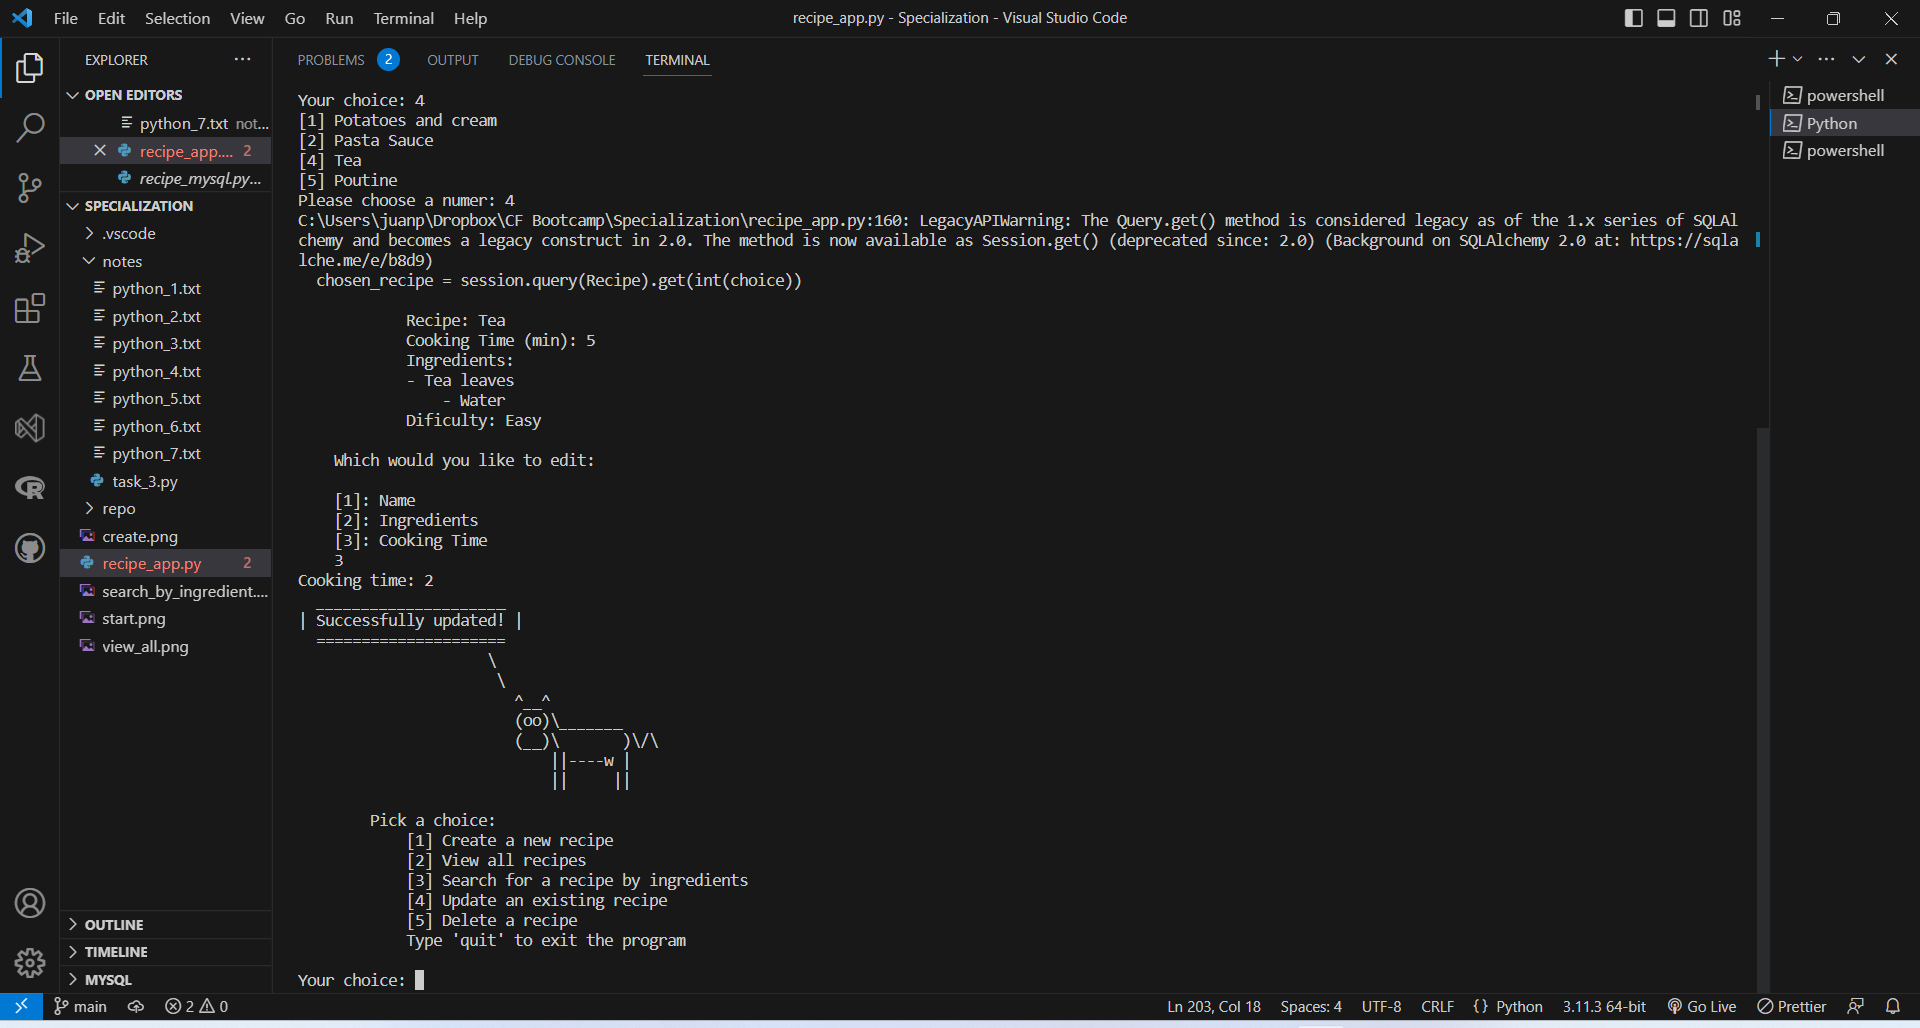 File Edit Selection View Go Run Terminal Help
recipe_app.py - Specialization - Visual Studio Code
EXPLORER ...
OPEN EDITORS
python_7.txt not...
recipe_app.... 2
recipe_mysql.py...
SPECIALIZATION
.vscode
notes
python_1.txt
python_2.txt
python_3.txt
python_4.txt
python_5.txt
python_6.txt
python_7.txt
task_3.py
repo
create.png
recipe_app.py 2
search_by_ingredient....
start.png
view_all.png
OUTLINE
TIMELINE
MYSQL
PROBLEMS 2 OUTPUT DEBUG CONSOLE TERMINAL
Your choice: 4
[1] Potatoes and cream
[2] Pasta Sauce
[4] Tea
[5] Poutine
Please choose a numer: 4
C:\Users\juanp\Dropbox\CF Bootcamp\Specialization\recipe_app.py:160: LegacyAPIWarning: The Query.get() method is considered legacy as of the 1.x series of SQLAl
chemy and becomes a legacy construct in 2.0. The method is now available as Session.get() (deprecated since: 2.0) (Background on SQLAlchemy 2.0 at: https://sqla
lche.me/e/b8d9)
  chosen_recipe = session.query(Recipe).get(int(choice))
Recipe: Tea
Cooking Time (min): 5
Ingredients:
- Tea leaves
    - Water
Dificulty: Easy
Which would you like to edit:
[1]: Name
[2]: Ingredients
[3]: Cooking Time
3
Cooking time: 2
  _____________________
| Successfully updated! |
  =====================
                     \
                      \
                        ^__^
                        (oo)\_______
                        (__)\       )\/\
                            ||----w |
                            ||     ||
Pick a choice:
    [1] Create a new recipe
    [2] View all recipes
    [3] Search for a recipe by ingredients
    [4] Update an existing recipe
    [5] Delete a recipe
    Type 'quit' to exit the program
Your choice:
powershell
Python
powershell
main 2 0
Ln 203, Col 18 Spaces: 4 UTF-8 CRLF {} Python 3.11.3 64-bit Go Live Prettier